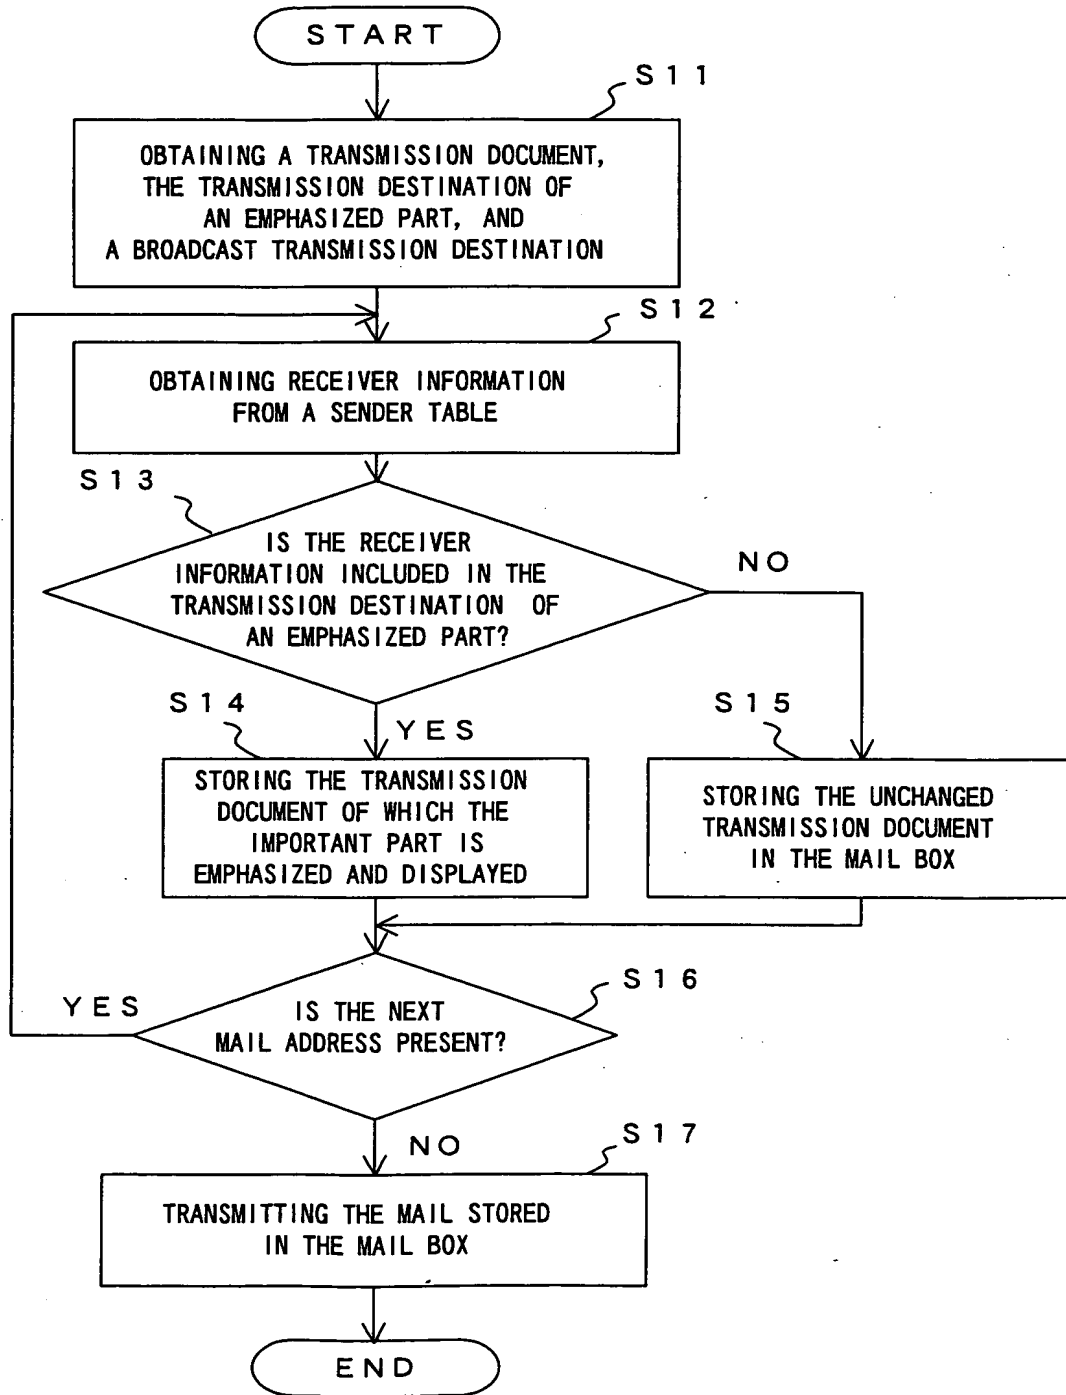 START
S11
OBTAINING A TRANSMISSION DOCUMENT,
THE TRANSMISSION DESTINATION OF
AN EMPHASIZED PART, AND
A BROADCAST TRANSMISSION DESTINATION
S12
OBTAINING RECEIVER INFORMATION
FROM A SENDER TABLE
S13
IS THE RECEIVER
INFORMATION INCLUDED IN THE
TRANSMISSION DESTINATION OF
AN EMPHASIZED PART?
NO
S14
YES
S15
STORING THE TRANSMISSION
DOCUMENT OF WHICH THE
IMPORTANT PART IS
EMPHASIZED AND DISPLAYED
STORING THE UNCHANGED
TRANSMISSION DOCUMENT
IN THE MAIL BOX
S16
YES
IS THE NEXT
MAIL ADDRESS PRESENT?
NO
S17
TRANSMITTING THE MAIL STORED
IN THE MAIL BOX
END